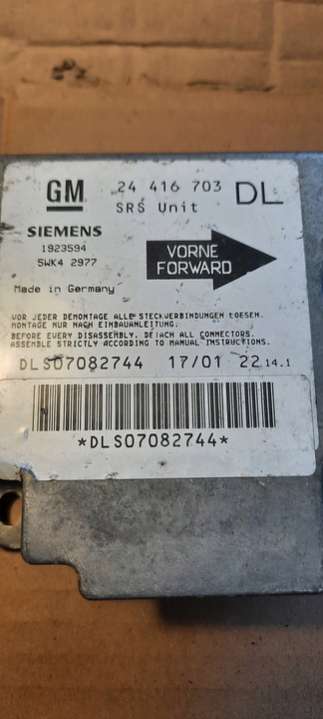 GM 24 416 703 DL
SRS Unit
SIEMENS
1923594
5WK4 2977
VORNE
FORWARD
Made in Germany
VOR JEDER DEMONTAGE ALLE STECKVERBINDUNGEN LOESEN.
MONTAGE NUR NACH EINBAUANLEITUNG.
BEFORE EVERY DISASSEMBLY, DETACH ALL CONNECTORS.
ASSEMBLE STRICTLY ACCORDING TO MANUAL INSTRUCTIONS.
DLS07082744 17/01 22 14.1
*DLS07082744*